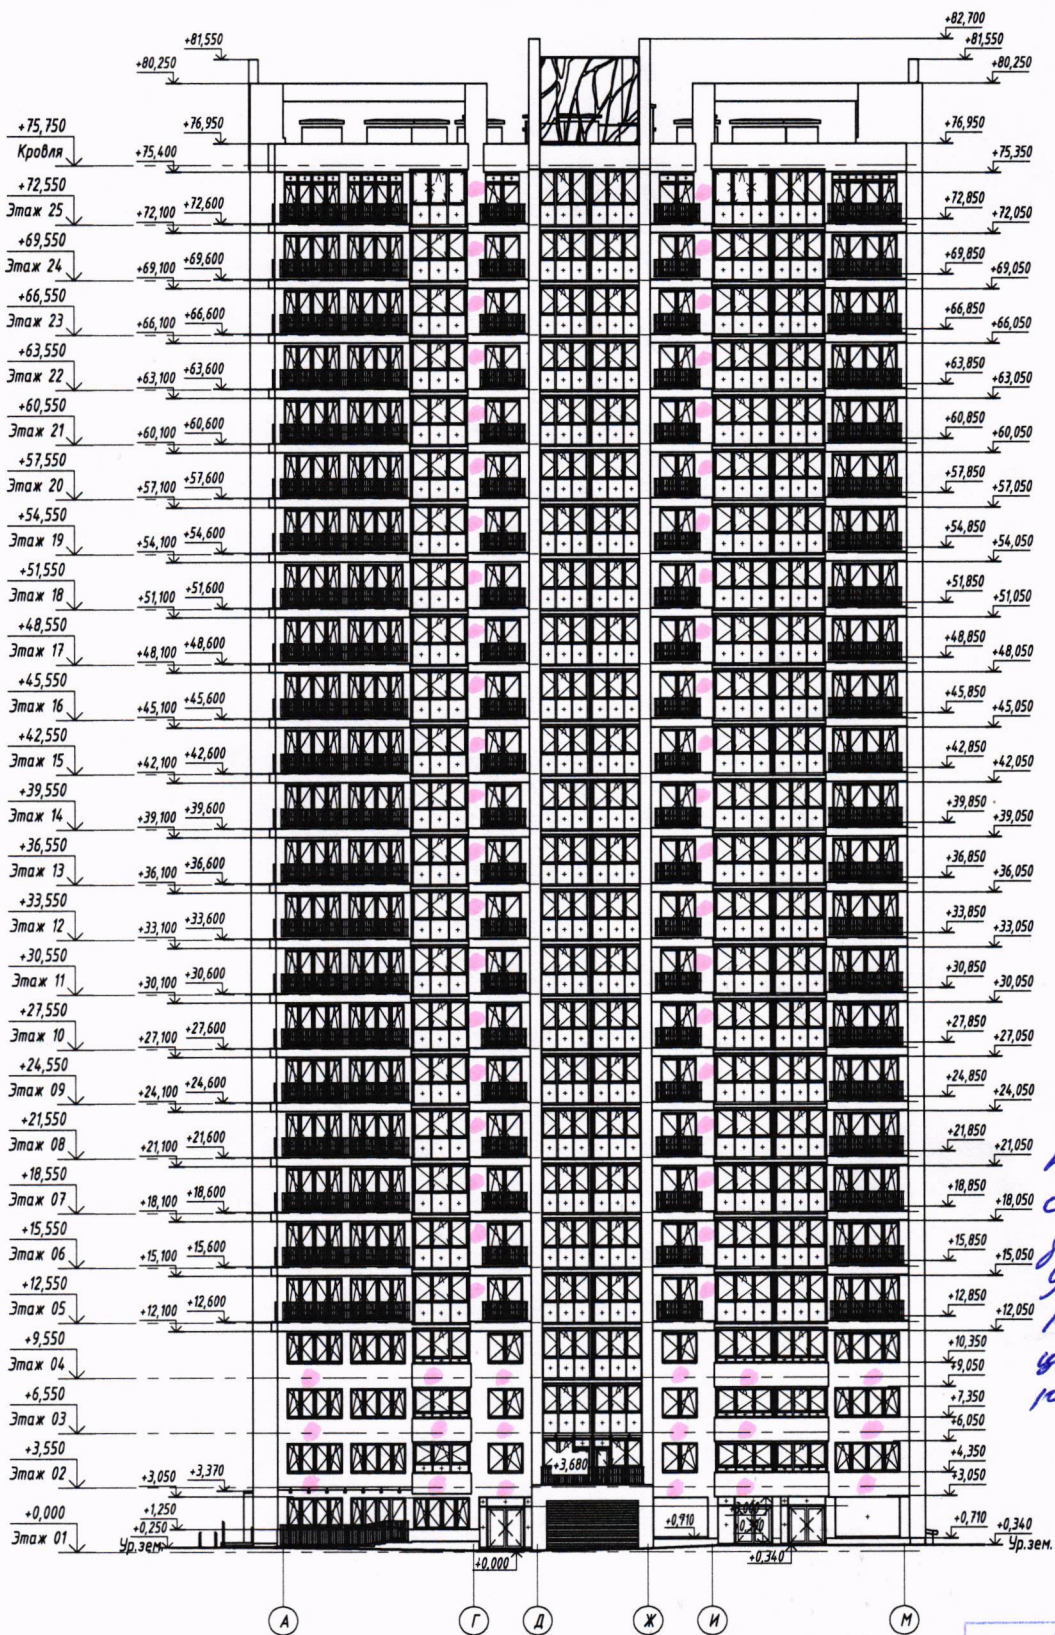 +82,700
+81,550 +81,550
+80,250 +80,250
+76,950 +76,950
+75,750
Кровля
+75,400 +75,350
+72,550
Этаж 25
+72,100 +72,600 +72,850 +72,050
+69,550
Этаж 24
+69,100 +69,600 +69,850 +69,050
+66,550
Этаж 23
+66,100 +66,600 +66,850 +66,050
+63,550
Этаж 22
+63,100 +63,600 +63,850 +63,050
+60,550
Этаж 21
+60,100 +60,600 +60,850 +60,050
+57,550
Этаж 20
+57,100 +57,600 +57,850 +57,050
+54,550
Этаж 19
+54,100 +54,600 +54,850 +54,050
+51,550
Этаж 18
+51,100 +51,600 +51,850 +51,050
+48,550
Этаж 17
+48,100 +48,600 +48,850 +48,050
+45,550
Этаж 16
+45,100 +45,600 +45,850 +45,050
+42,550
Этаж 15
+42,100 +42,600 +42,850 +42,050
+39,550
Этаж 14
+39,100 +39,600 +39,850 +39,050
+36,550
Этаж 13
+36,100 +36,600 +36,850 +36,050
+33,550
Этаж 12
+33,100 +33,600 +33,850 +33,050
+30,550
Этаж 11
+30,100 +30,600 +30,850 +30,050
+27,550
Этаж 10
+27,100 +27,600 +27,850 +27,050
+24,550
Этаж 09
+24,100 +24,600 +24,850 +24,050
+21,550
Этаж 08
+21,100 +21,600 +21,850 +21,050
+18,550
Этаж 07
+18,100 +18,600 +18,850 +18,050
+15,550
Этаж 06
+15,100 +15,600 +15,850 +15,050
+12,550
Этаж 05
+12,100 +12,600 +12,850 +12,050
+9,550
Этаж 04
+10,350
+9,050
+6,550
Этаж 03
+7,350
+6,050
+3,550
Этаж 02
+3,680
+4,350
+3,050
+3,050 +3,370
+0,000
Этаж 01
+1,250
+0,250
Ур.зем.
+0,910 +0,710 +0,340
Ур.зем.
+0,000 +0,340
А Г Д Ж И М